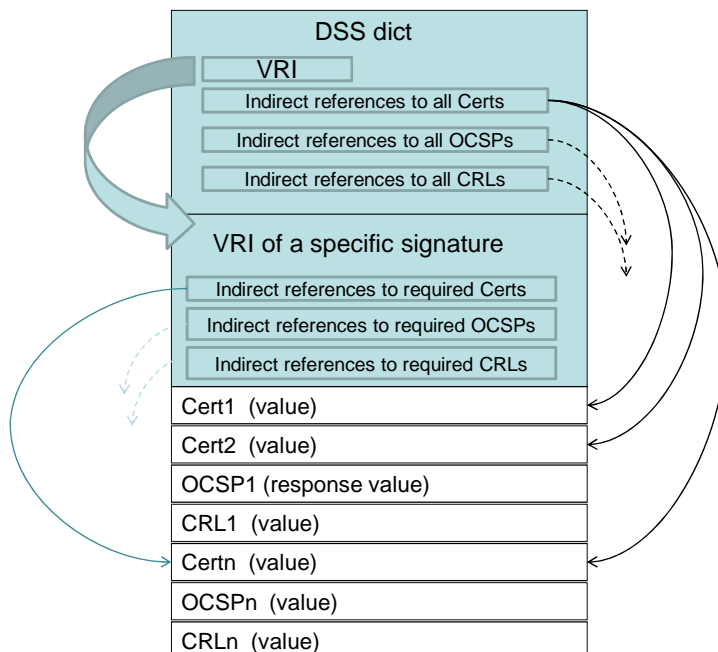 DSS dict
VRI
Indirect references to all Certs
Indirect references to all OCSPs
Indirect references to all CRLs
VRI of a specific signature
Indirect references to required Certs
Indirect references to required OCSPs
Indirect references to required CRLs
Cert1 (value)
Cert2 (value)
OCSP1 (response value)
CRL1 (value)
Certn (value)
OCSPn (value)
CRLn (value)